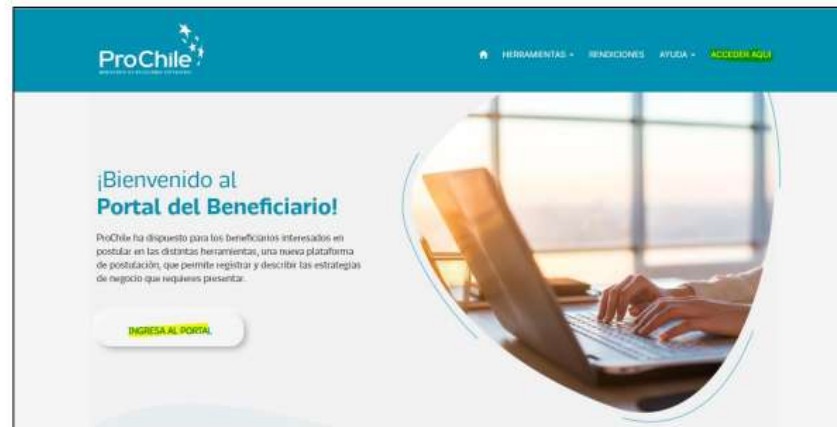 ProChile
HERRAMIENTAS
RENDICIONES
AYUDA
ACCEDER AQUI
¡Bienvenido al
Portal del Beneficiario!
ProChile ha dispuesto para los beneficiarios interesados en
postular en las distintas herramientas, una nueva plataforma
de postulación, que permite registrar y describir las estrategias
de negocio que requieres presentar.
INGRESA AL PORTAL